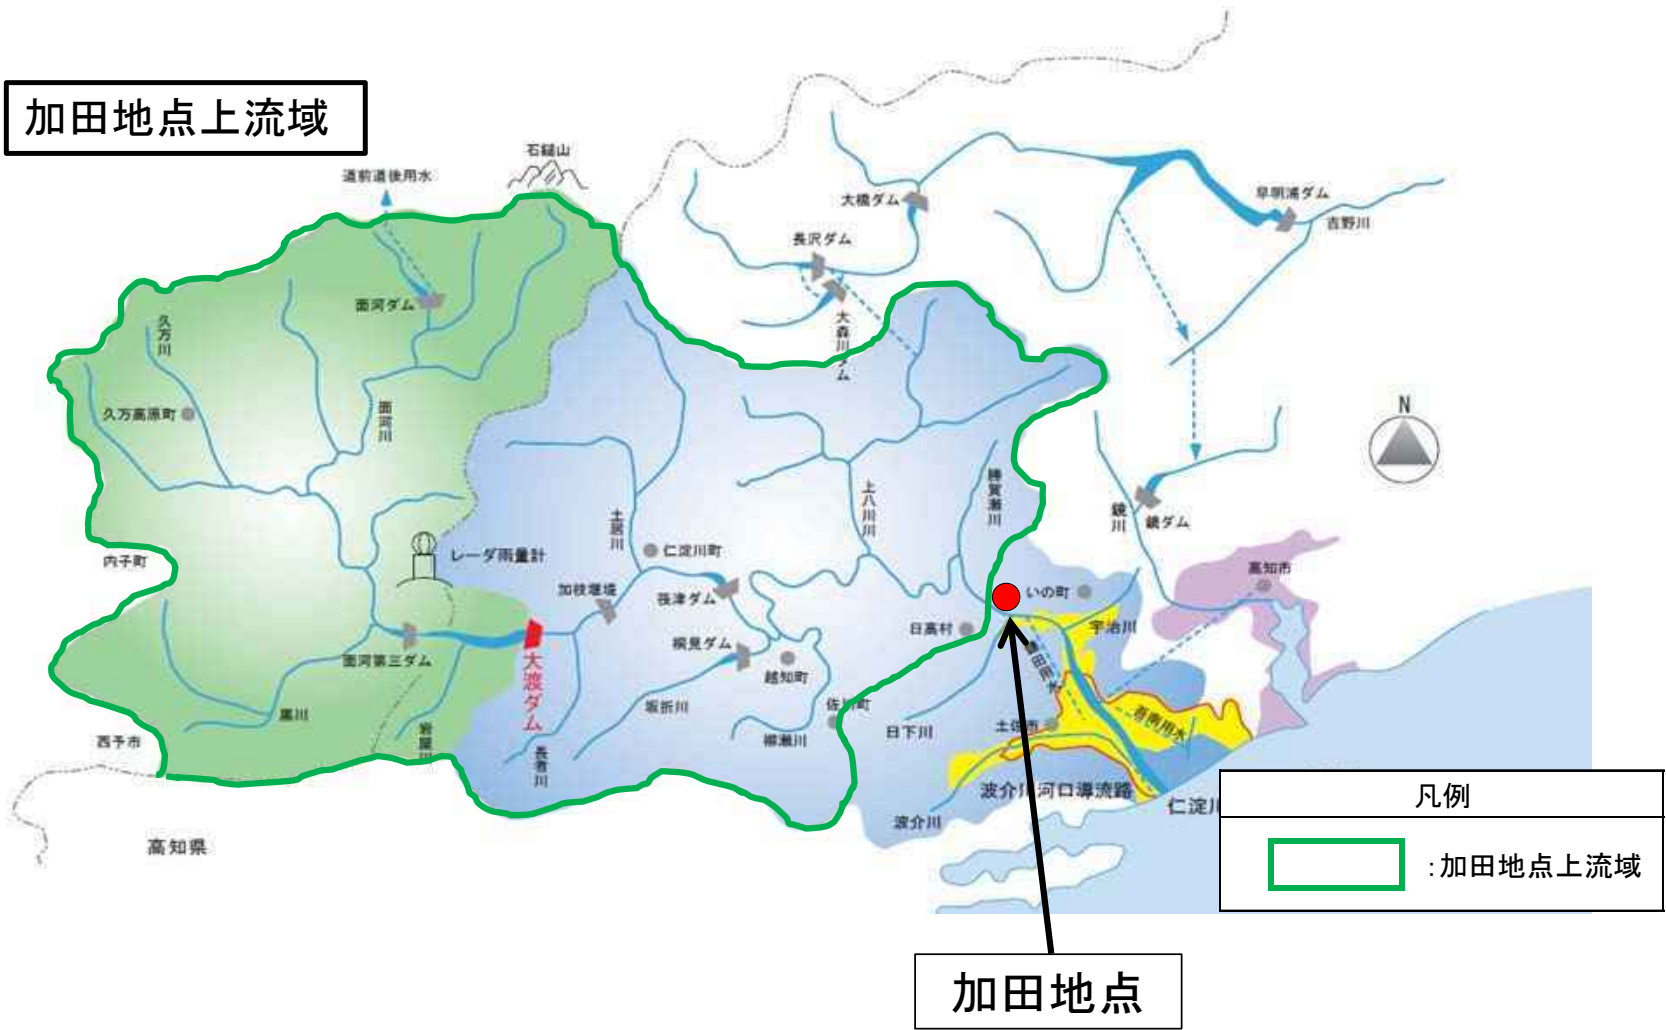 加田地点上流域
石鎚山
道前道後用水
大橋ダム
早明浦ダム
吉野川
長沢ダム
面河ダム
大森川ダム
久万川
久万高原町
面河川
N
上八川川
勝賀瀬川
鏡川
鏡ダム
土居川
仁淀川町
レーダ雨量計
内子町
高知市
加枝堰堤
筏津ダム
いの町
日高村
宇治川
面河第三ダム
大渡ダム
桐見ダム
越知町
坂折川
佐川町
黒川
西予市
岩屋川
長者川
柳瀬川
日下川
土佐市
吾南用水
波介川河口導流路
仁淀川
波介川
高知県
凡例
:加田地点上流域
加田地点